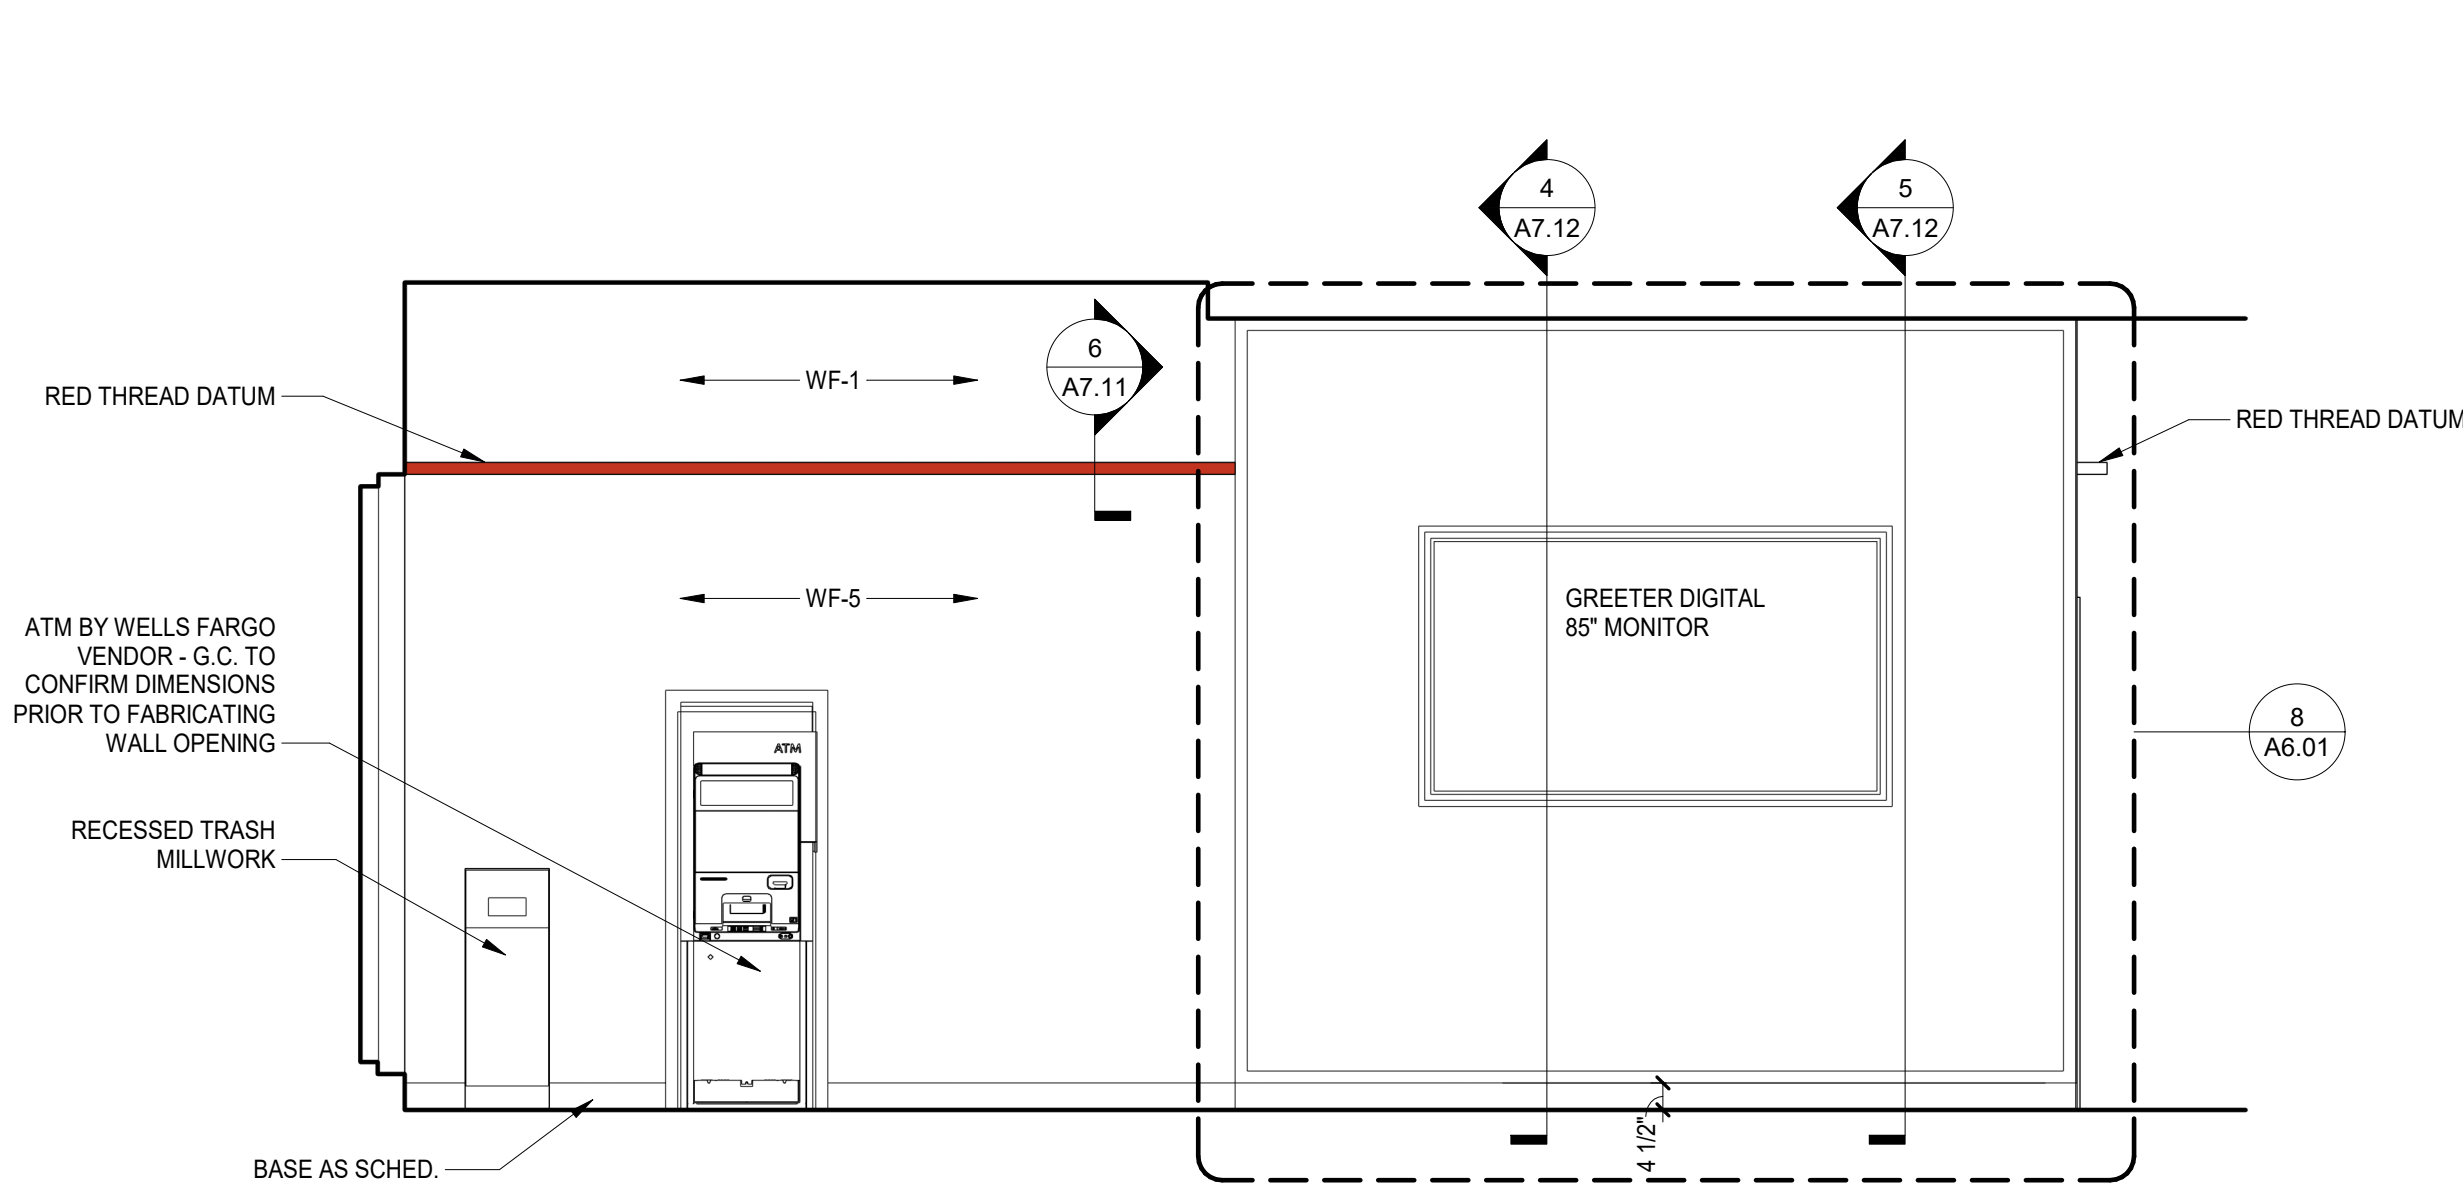 4
A7.12
5
A7.12
6
A7.11
WF-1
RED THREAD DATUM
RED THREAD DATUM
WF-5
GREETER DIGITAL
85" MONITOR
ATM BY WELLS FARGO
VENDOR - G.C. TO
CONFIRM DIMENSIONS
PRIOR TO FABRICATING
WALL OPENING
ATM
8
A6.01
RECESSED TRASH
MILLWORK
4 1/2"
BASE AS SCHED.